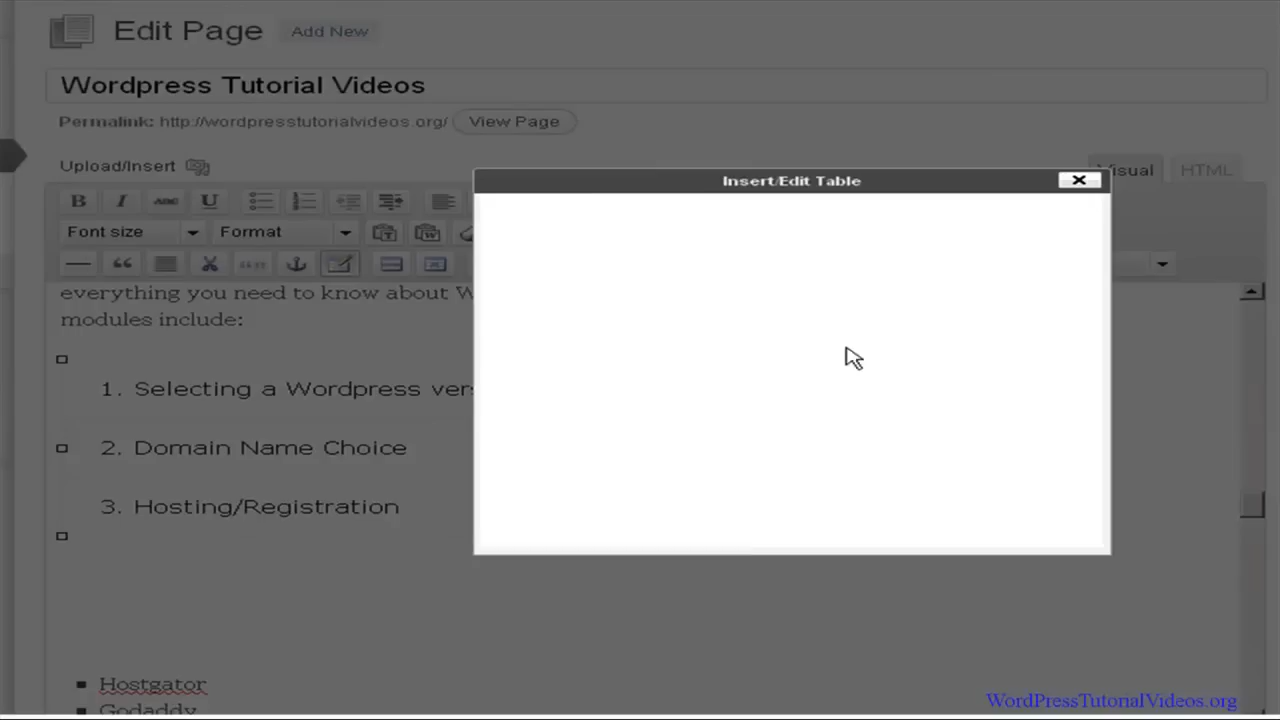 Edit Page Add New
Wordpress Tutorial Videos
Permalink: http://wordpresstutorialvideos.org/ View Page
Upload/Insert
Visual HTML
Insert/Edit Table
B I ABC U
Font size Format
everything you need to know about W
modules include:
1. Selecting a Wordpress vers
2. Domain Name Choice
3. Hosting/Registration
Hostgator
Godaddy
WordPressTutorialVideos.org